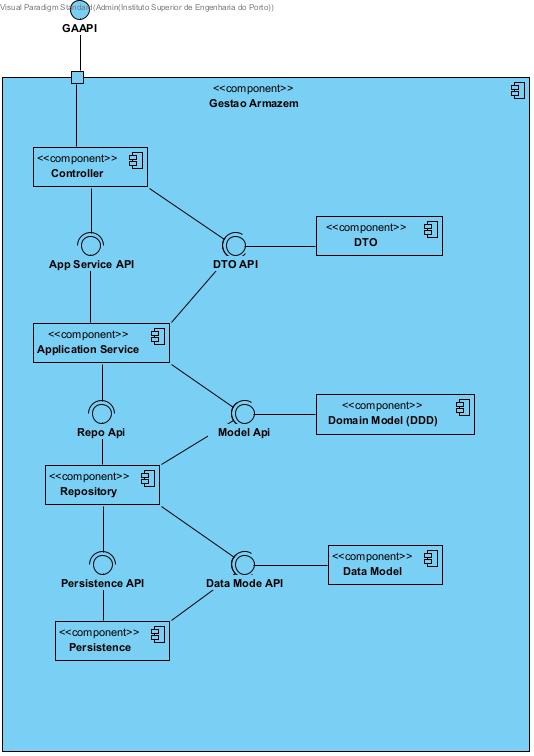 Visual Paradigm Standard(Admin(Instituto Superior de Engenharia do Porto))
GAAPI
<<component>>
Gestao Armazem
<<component>>
Controller
<<component>>
DTO
App Service API
DTO API
<<component>>
Application Service
<<component>>
Domain Model (DDD)
Repo Api
Model Api
<<component>>
Repository
<<component>>
Data Model
Persistence API
Data Mode API
<<component>>
Persistence